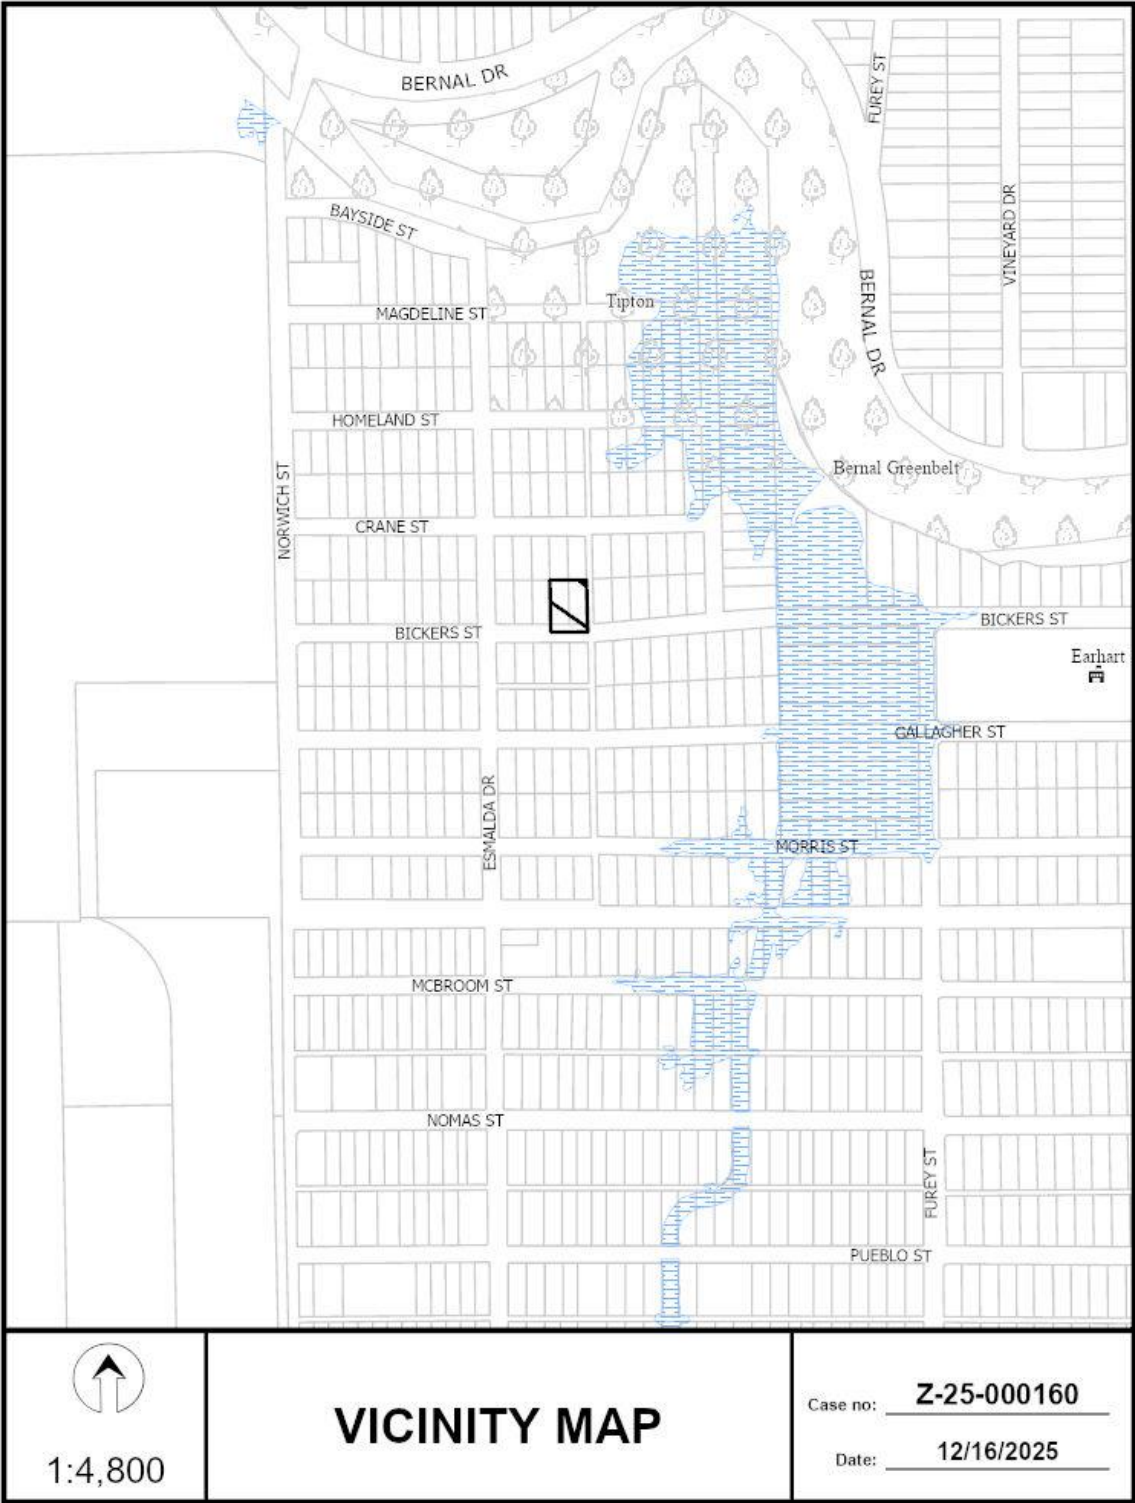 BERNAL DR
FUREY ST
VINEYARD DR
BAYSIDE ST
BERNAL DR
Tipton
MAGDELINE ST
HOMELAND ST
Bernal Greenbelt
NORWICH ST
CRANE ST
BICKERS ST
BICKERS ST
Earhart
GALLAGHER ST
ESMALDA DR
MORRIS ST
MCBROOM ST
NOMAS ST
FUREY ST
PUEBLO ST
1:4,800
VICINITY MAP
Case no: Z-25-000160
Date: 12/16/2025